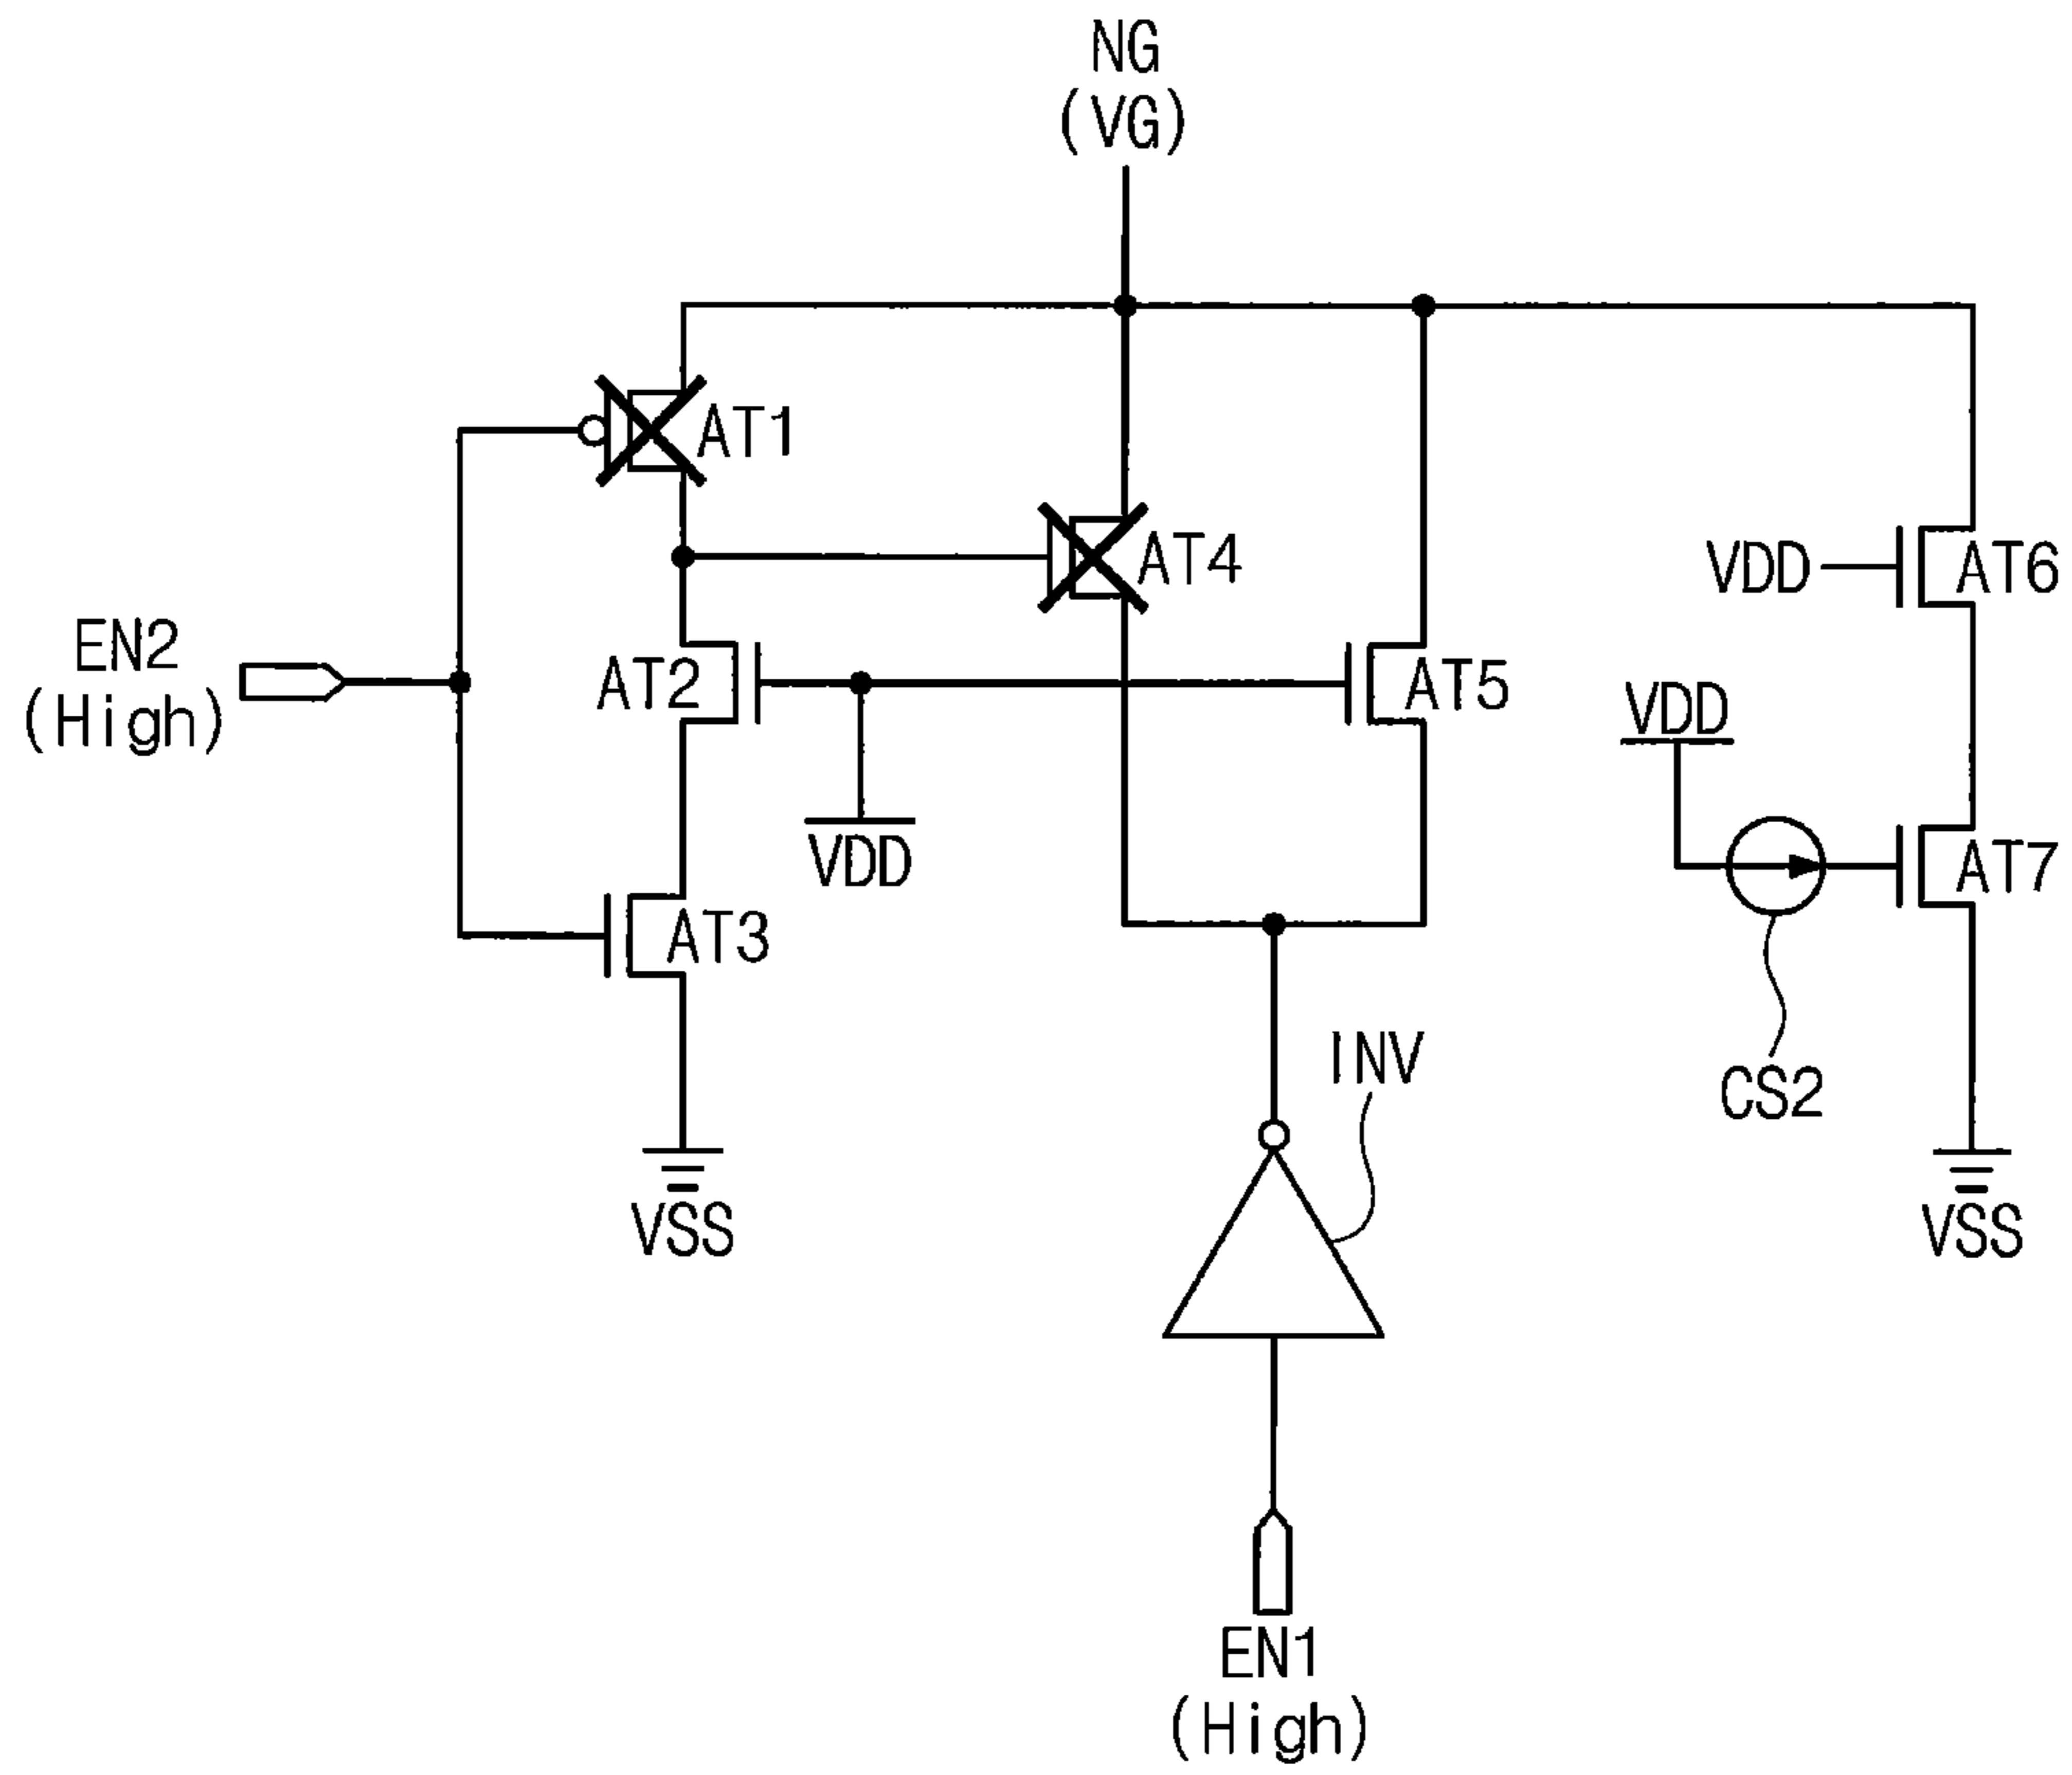 NG
(VG)
AT1
AT4
VDD
AT6
EN2
(High)
AT2
AT5
VDD
VDD
AT7
AT3
INV
CS2
VSS
VSS
EN1
(High)